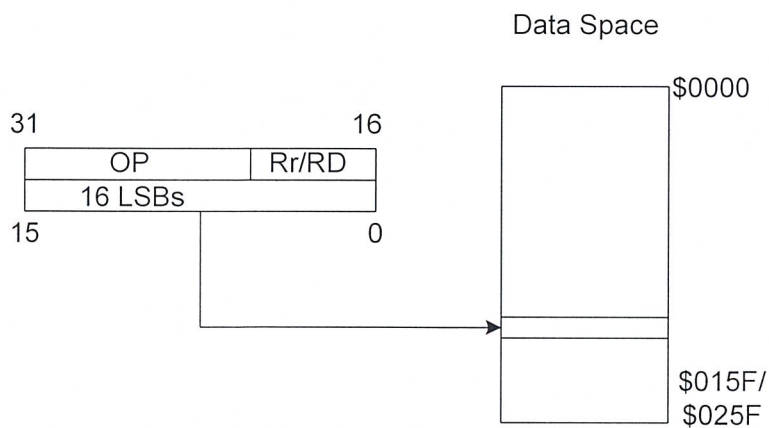 Data Space
$0000
31 16
OP Rr/RD
16 LSBs
15 0
$015F/
$025F